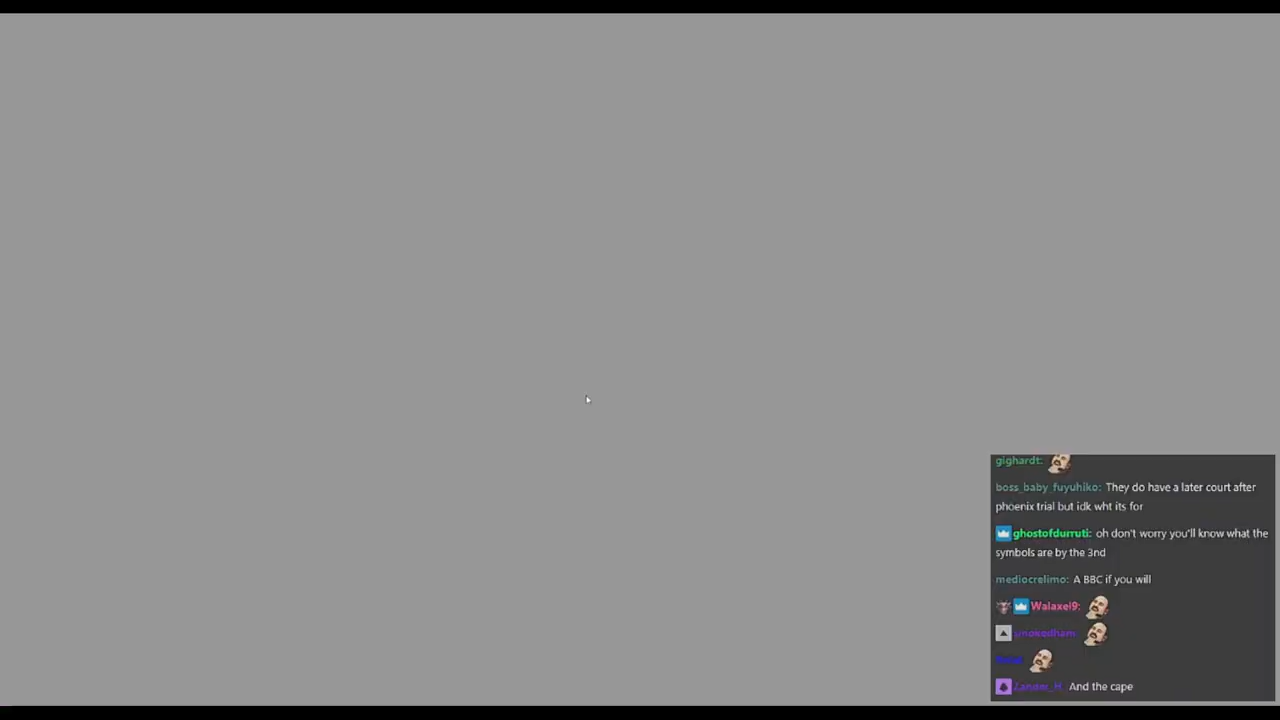 gighardt:
boss_baby_fuyuhiko: They do have a later court after
phoenix trial but idk wht its for
ghostofdurruti: oh don't worry you'll know what the
symbols are by the 3nd
mediocrelimo: A BBC if you will
Walaxel9:
smokedham
Zander_H: And the cape